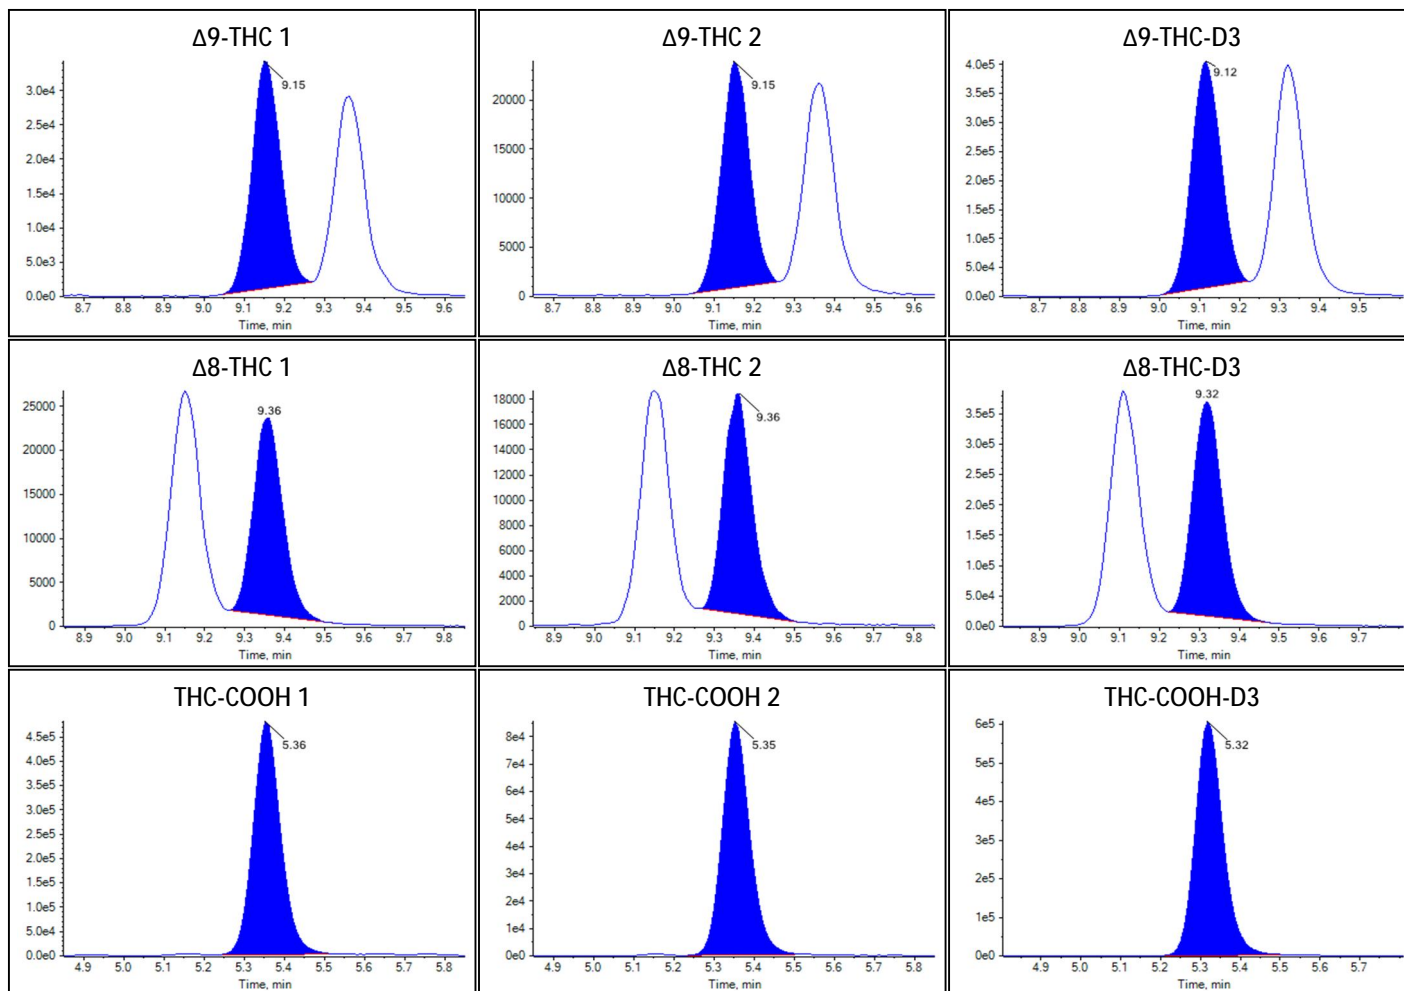 Δ9-THC 1
9.15
3.0e4
2.5e4
2.0e4
1.5e4
1.0e4
5.0e3
0.0e0
8.7 8.8 8.9 9.0 9.1 9.2 9.3 9.4 9.5 9.6
Time, min
Δ9-THC 2
9.15
20000
15000
10000
5000
0
8.7 8.8 8.9 9.0 9.1 9.2 9.3 9.4 9.5 9.6
Time, min
Δ9-THC-D3
9.12
4.0e5
3.5e5
3.0e5
2.5e5
2.0e5
1.5e5
1.0e5
5.0e4
0.0e0
8.7 8.8 8.9 9.0 9.1 9.2 9.3 9.4 9.5
Time, min
Δ8-THC 1
9.36
25000
20000
15000
10000
5000
0
8.9 9.0 9.1 9.2 9.3 9.4 9.5 9.6 9.7 9.8
Time, min
Δ8-THC 2
9.36
18000
16000
14000
12000
10000
8000
6000
4000
2000
0
8.9 9.0 9.1 9.2 9.3 9.4 9.5 9.6 9.7 9.8
Time, min
Δ8-THC-D3
9.32
3.5e5
3.0e5
2.5e5
2.0e5
1.5e5
1.0e5
5.0e4
0.0e0
8.9 9.0 9.1 9.2 9.3 9.4 9.5 9.6 9.7
Time, min
THC-COOH 1
5.36
4.5e5
4.0e5
3.5e5
3.0e5
2.5e5
2.0e5
1.5e5
1.0e5
5.0e4
0.0e0
4.9 5.0 5.1 5.2 5.3 5.4 5.5 5.6 5.7 5.8
Time, min
THC-COOH 2
5.35
8e4
7e4
6e4
5e4
4e4
3e4
2e4
1e4
0e0
4.9 5.0 5.1 5.2 5.3 5.4 5.5 5.6 5.7 5.8
Time, min
THC-COOH-D3
5.32
6e5
5e5
4e5
3e5
2e5
1e5
0e0
4.9 5.0 5.1 5.2 5.3 5.4 5.5 5.6 5.7
Time, min